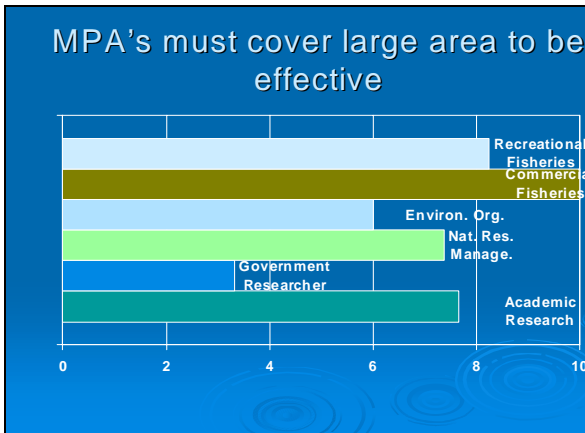 MPA's must cover large area to be
effective
Recreational
Fisheries
Commercia
Fisheries
Environ. Org.
Nat. Res.
Manage.
Government
Researcher
Academic
Research
0 2 4 6 8 10